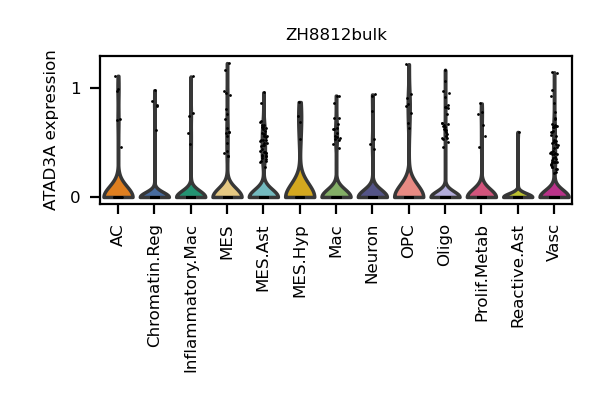 ZH8812bulk
ATAD3A expression
1
0
AC
Chromatin.Reg
Inflammatory.Mac
MES
MES.Ast
MES.Hyp
Mac
Neuron
OPC
Oligo
Prolif.Metab
Reactive.Ast
Vasc